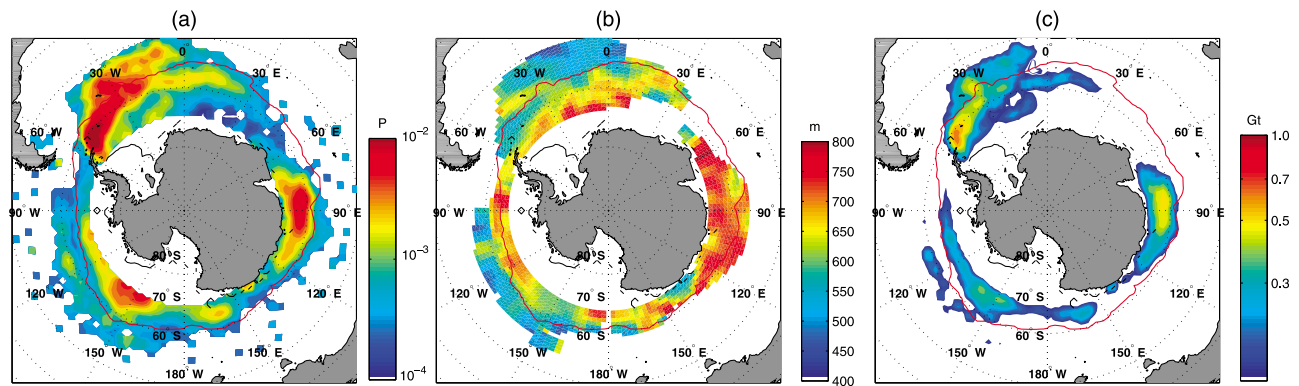 (a)
0
30 °W
30 °E
60 °W
60 °E
90 °W
90 °E
80 °S
120 °W
70 °S
120 °E
60 °S
150 °W
150 °E
180 °W
P
10⁻²
10⁻³
10⁻⁴
(b)
0
30 °W
30 °E
60 °W
60 °E
90 °W
90 °E
80 °S
120 °W
70 °S
120 °E
60 °S
150 °W
150 °E
180 °W
m
800
750
700
650
600
550
500
450
400
(c)
0
30 °W
30 °E
60 °W
60 °E
90 °W
90 °E
80 °S
120 °W
70 °S
120 °E
60 °S
150 °W
150 °E
180 °W
Gt
1.0
0.7
0.5
0.3